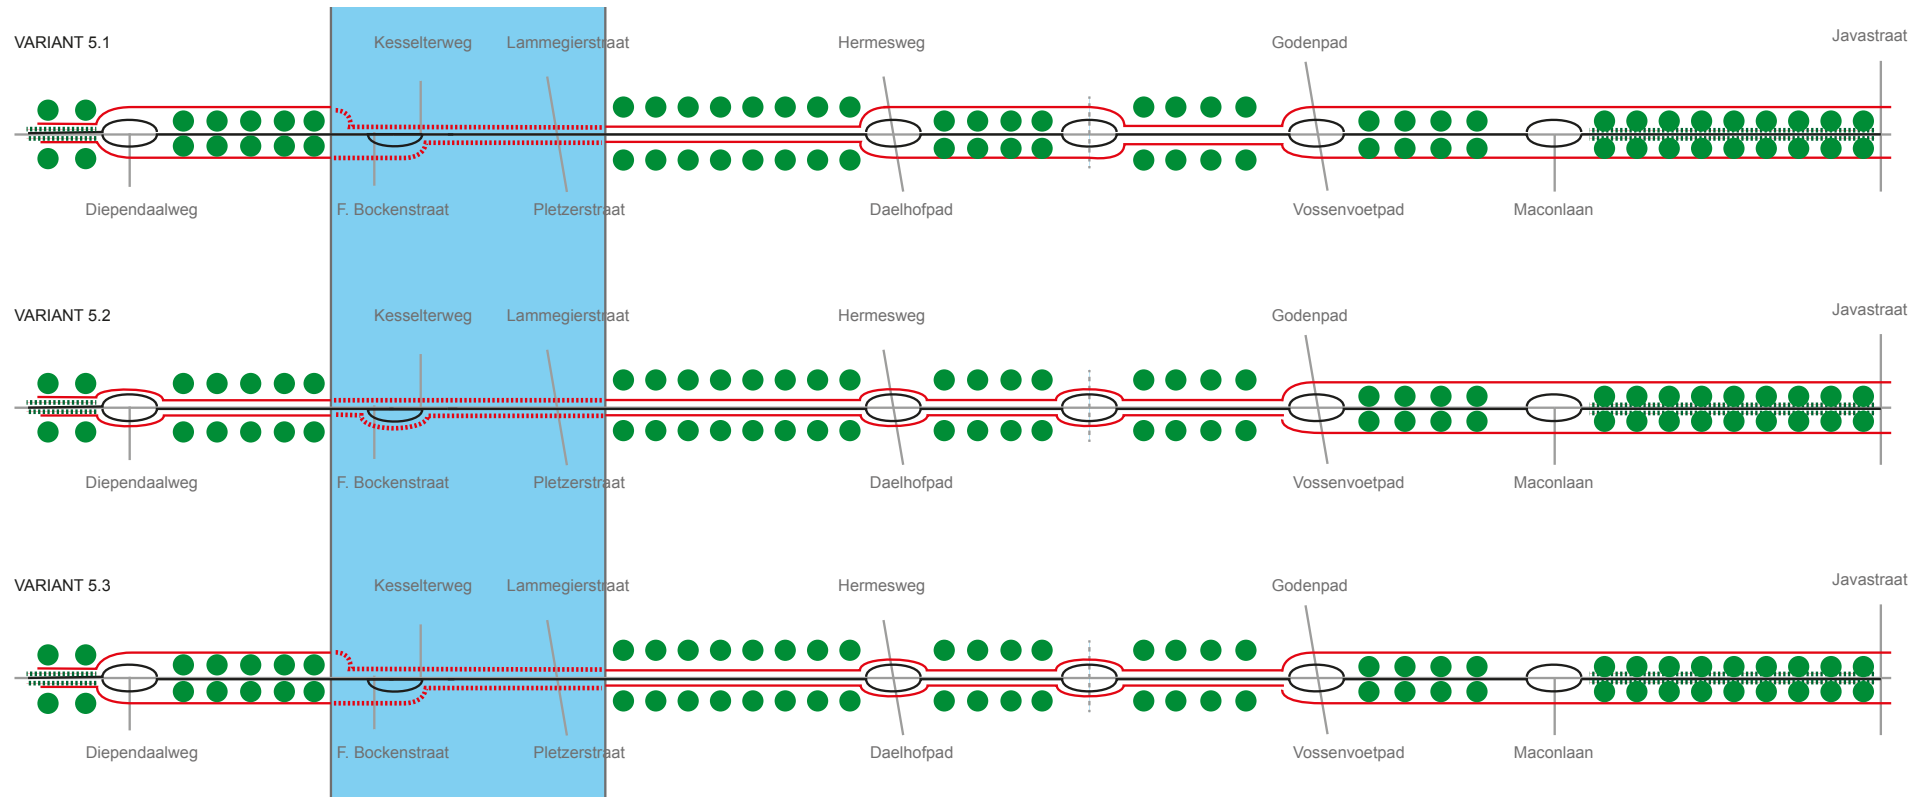 VARIANT 5.1
Kesselterweg
Lammegierstraat
Hermesweg
Godenpad
Javastraat
Diependaalweg
F. Bockenstraat
Pletzerstraat
Daelhofpad
Vossenvoetpad
Maconlaan
VARIANT 5.2
Kesselterweg
Lammegierstraat
Hermesweg
Godenpad
Javastraat
Diependaalweg
F. Bockenstraat
Pletzerstraat
Daelhofpad
Vossenvoetpad
Maconlaan
VARIANT 5.3
Kesselterweg
Lammegierstraat
Hermesweg
Godenpad
Javastraat
Diependaalweg
F. Bockenstraat
Pletzerstraat
Daelhofpad
Vossenvoetpad
Maconlaan